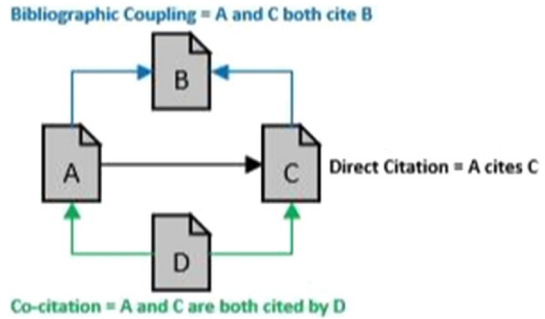 Bibliographic Coupling = A and C both cite B
B
A
C
Direct Citation = A cites C
D
Co-citation = A and C are both cited by D